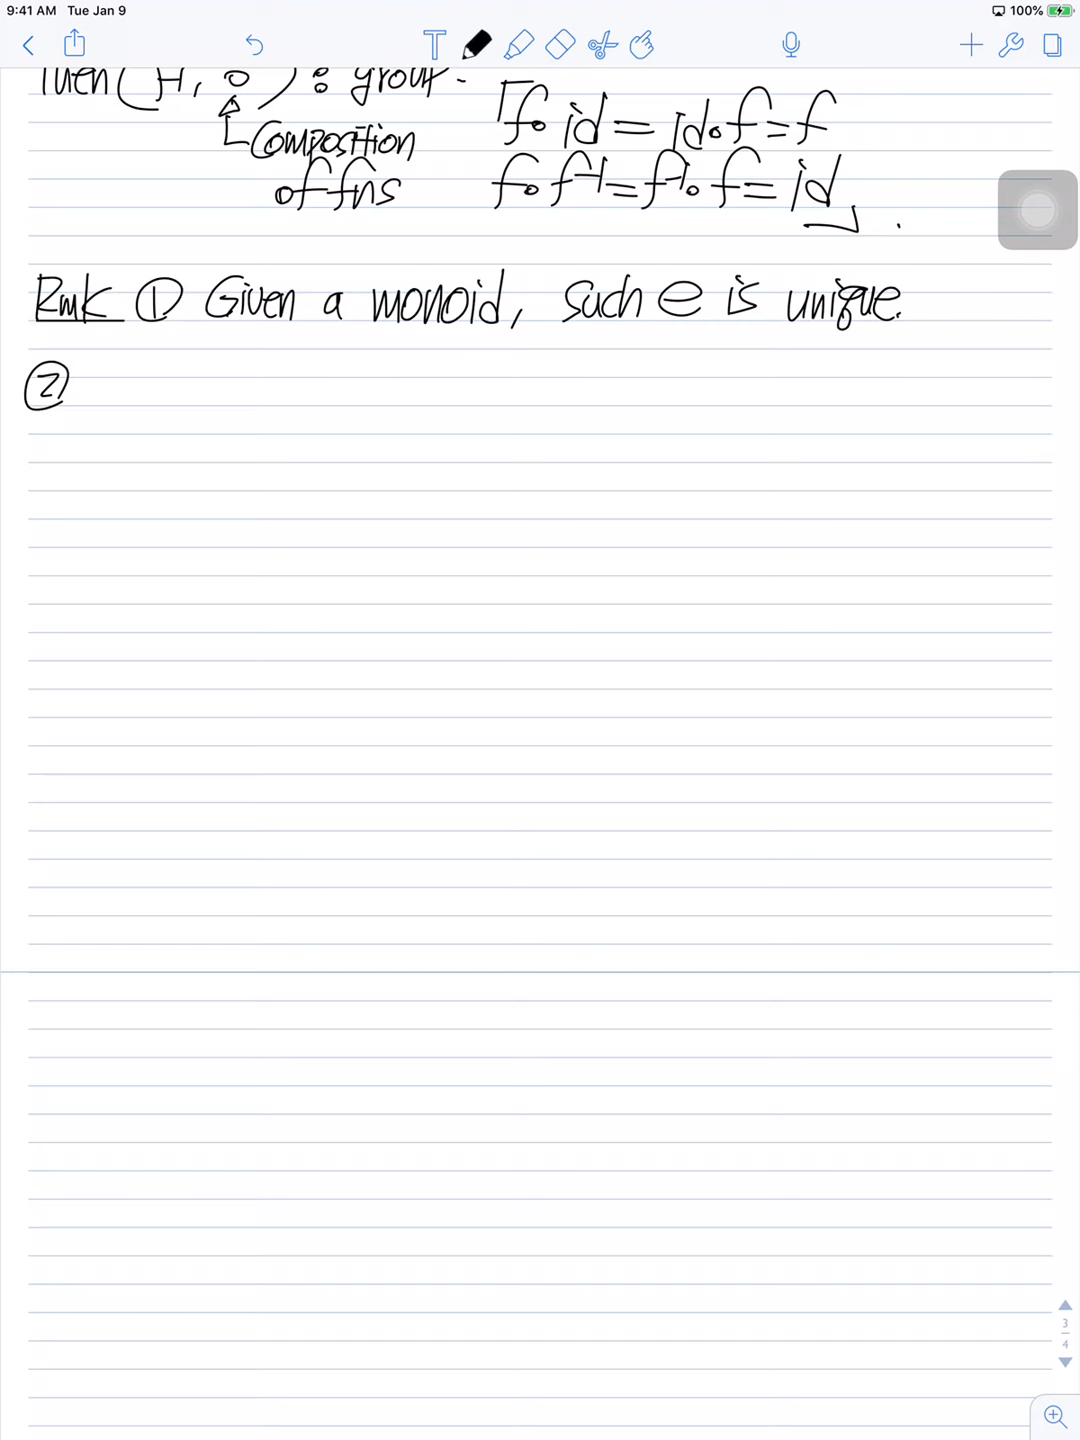 9:41 AM Tue Jan 9 100%
Then (H, ∘) : group.
Composition of fns
⌈f∘id = id∘f = f
f∘f⁻¹ = f⁻¹∘f = id⌋.
Rmk ① Given a monoid, such e is unique.
②
3
4